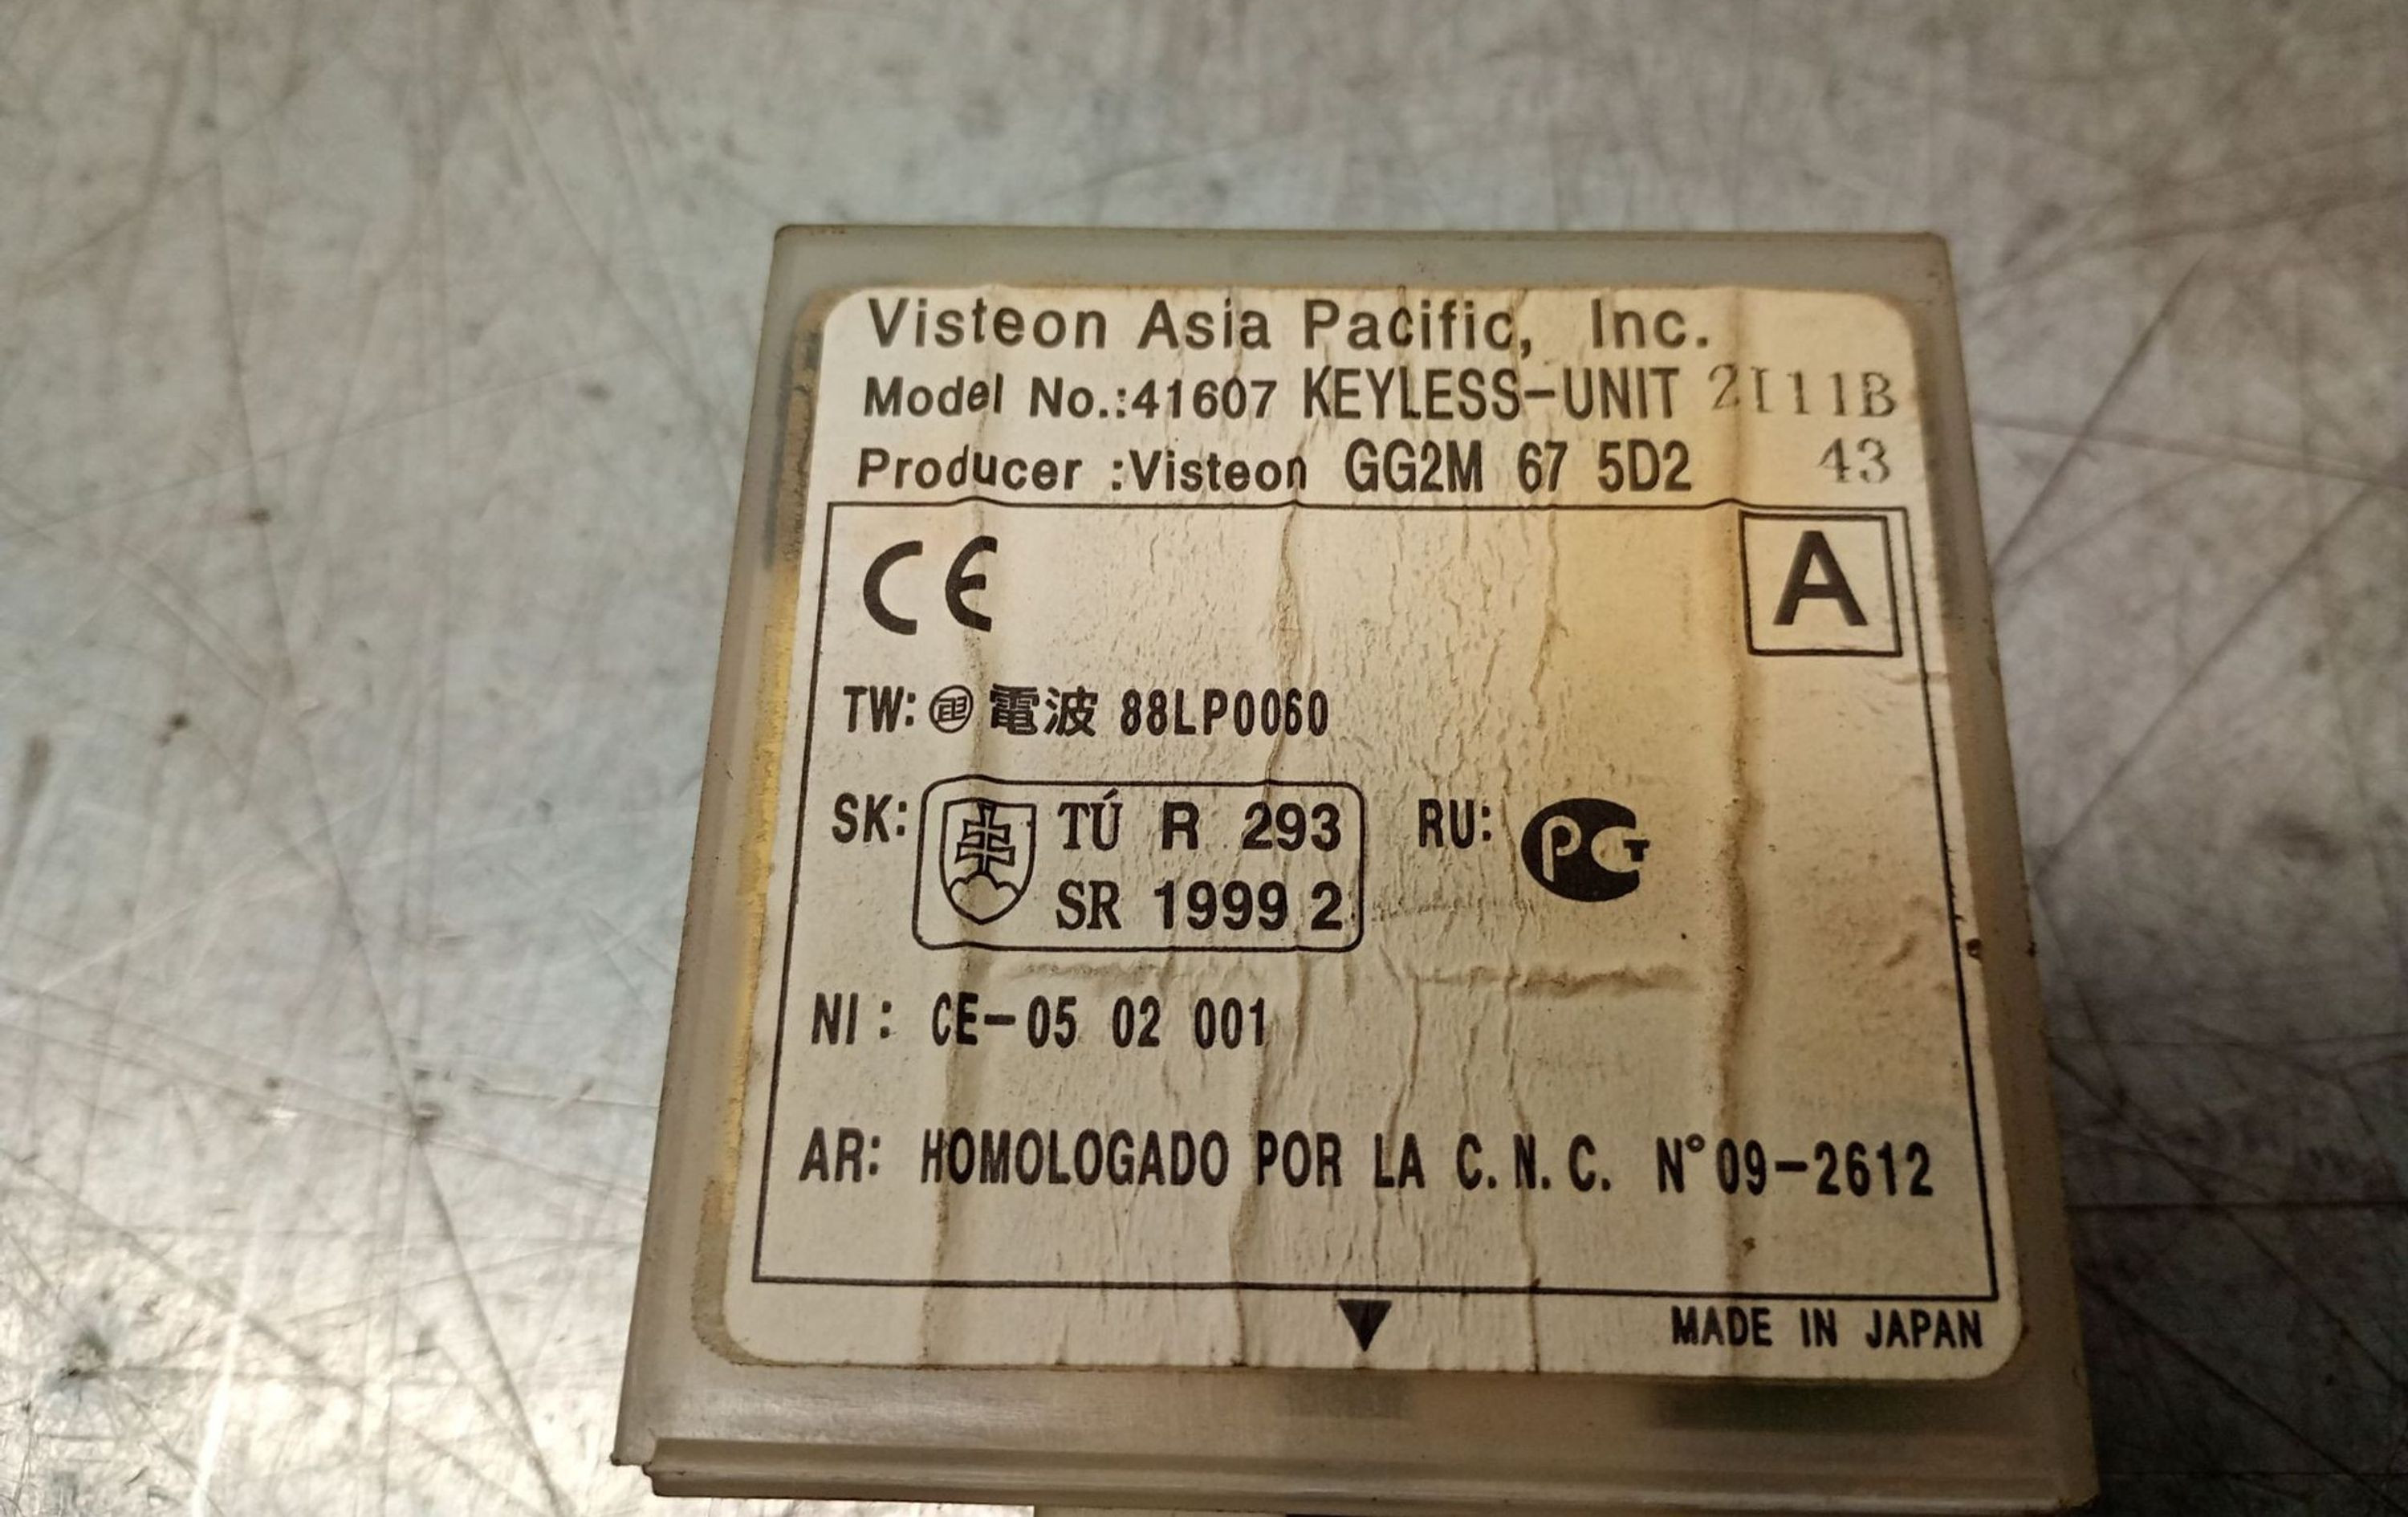 Visteon Asia Pacific, Inc.
Model No.:41607 KEYLESS-UNIT 2I11B
Producer :Visteon GG2M 67 5D2 43
CE
A
TW: 電波 88LP0060
SK: TÚ R 293
SR 1999 2
RU: PCT
NI : CE-05 02 001
AR: HOMOLOGADO POR LA C.N.C. N°09-2612
MADE IN JAPAN